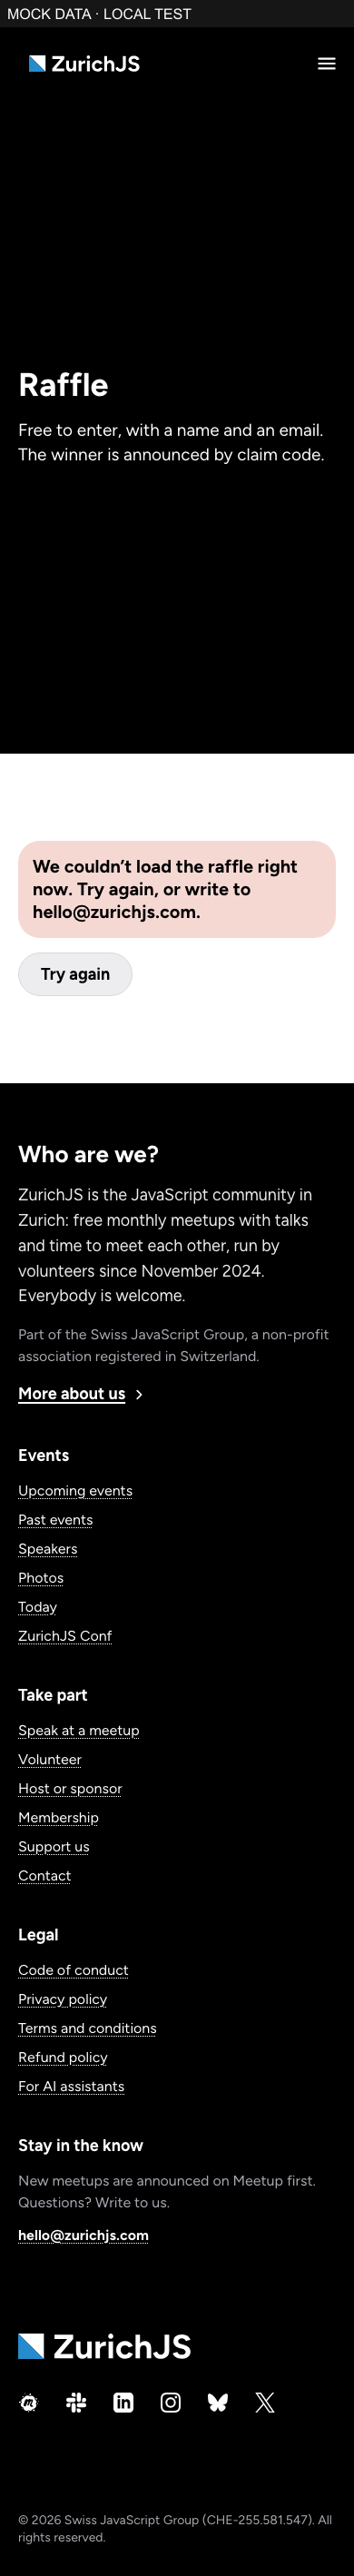 MOCK DATA · LOCAL TEST
ZurichJS
Raffle
Free to enter, with a name and an email.
The winner is announced by claim code.
We couldn’t load the raffle right
now. Try again, or write to
hello@zurichjs.com.
Try again
Who are we?
ZurichJS is the JavaScript community in
Zurich: free monthly meetups with talks
and time to meet each other, run by
volunteers since November 2024.
Everybody is welcome.
Part of the Swiss JavaScript Group, a non-profit
association registered in Switzerland.
More about us
Events
Upcoming events
Past events
Speakers
Photos
Today
ZurichJS Conf
Take part
Speak at a meetup
Volunteer
Host or sponsor
Membership
Support us
Contact
Legal
Code of conduct
Privacy policy
Terms and conditions
Refund policy
For AI assistants
Stay in the know
New meetups are announced on Meetup first.
Questions? Write to us.
hello@zurichjs.com
ZurichJS
© 2026 Swiss JavaScript Group (CHE-255.581.547). All
rights reserved.